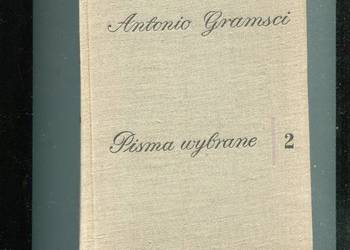 Antonio Gramsci
Pisma wybrane 2